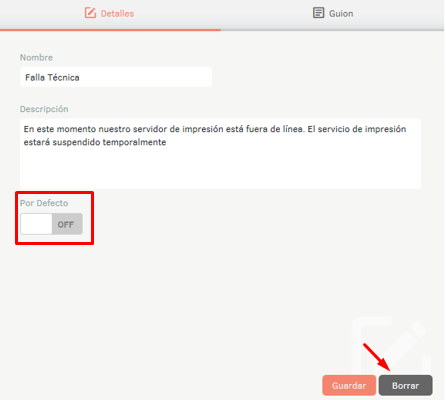 Detalles
Guion
Nombre
Falla Técnica
Descripción
En este momento nuestro servidor de impresión está fuera de línea. El servicio de impresión
estará suspendido temporalmente
Por Defecto
OFF
Guardar
Borrar